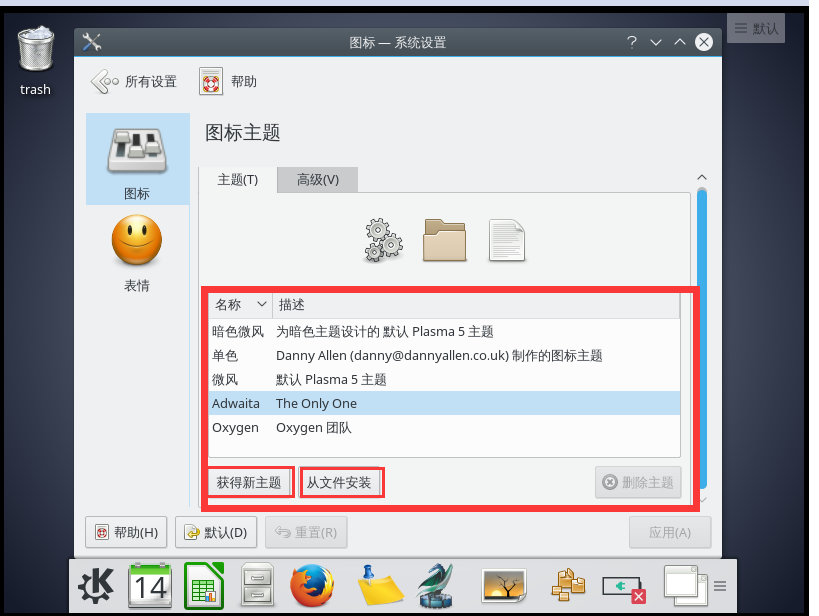 图标 — 系统设置
默认
trash
所有设置
帮助
图标主题
图标
表情
主题(T)
高级(V)
名称
描述
暗色微风 为暗色主题设计的 默认 Plasma 5 主题
单色 Danny Allen (danny@dannyallen.co.uk) 制作的图标主题
微风 默认 Plasma 5 主题
Adwaita The Only One
Oxygen Oxygen 团队
获得新主题
从文件安装
删除主题
帮助(H)
默认(D)
重置(R)
应用(A)
14